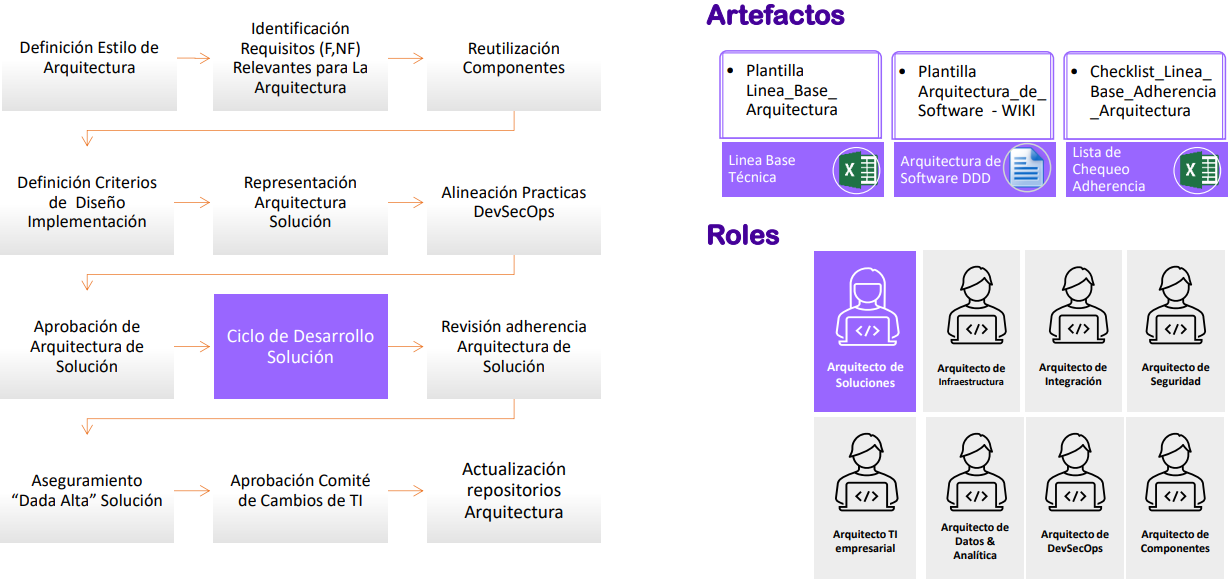 Definición Estilo de
Arquitectura
Identificación
Requisitos (F,NF)
Relevantes para La
Arquitectura
Reutilización
Componentes
Definición Criterios
de Diseño
Implementación
Representación
Arquitectura
Solución
Alineación Practicas
DevSecOps
Aprobación de
Arquitectura de
Solución
Ciclo de Desarrollo
Solución
Revisión adherencia
Arquitectura de
Solución
Aseguramiento
“Dada Alta” Solución
Aprobación Comité
de Cambios de TI
Actualización
repositorios
Arquitectura
Artefactos
• Plantilla
Linea_Base_
Arquitectura
Linea Base
Técnica
• Plantilla
Arquitectura_de_
Software - WIKI
Arquitectura de
Software DDD
• Checklist_Linea_
Base_Adherencia
_Arquitectura
Lista de
Chequeo
Adherencia
Roles
Arquitecto de
Soluciones
Arquitecto de
Infraestructura
Arquitecto de
Integración
Arquitecto de
Seguridad
Arquitecto TI
empresarial
Arquitecto de
Datos &
Analítica
Arquitecto de
DevSecOps
Arquitecto de
Componentes